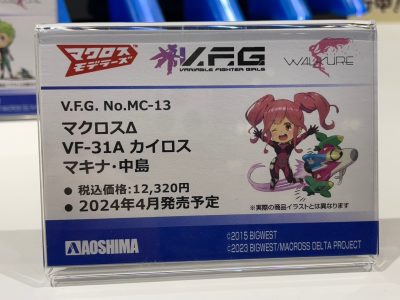 マクロス
モデラーズ
V.F.G
VARIABLE FIGHTER GIRLS
WALKÜRE
V.F.G. No.MC-13
マクロスΔ
VF-31A カイロス
マキナ・中島
● 税込価格:12,320円
● 2024年4月発売予定
※実際の商品イラストとは異なります
AOSHIMA
©2015 BIGWEST
©2023 BIGWEST/MACROSS DELTA PROJECT